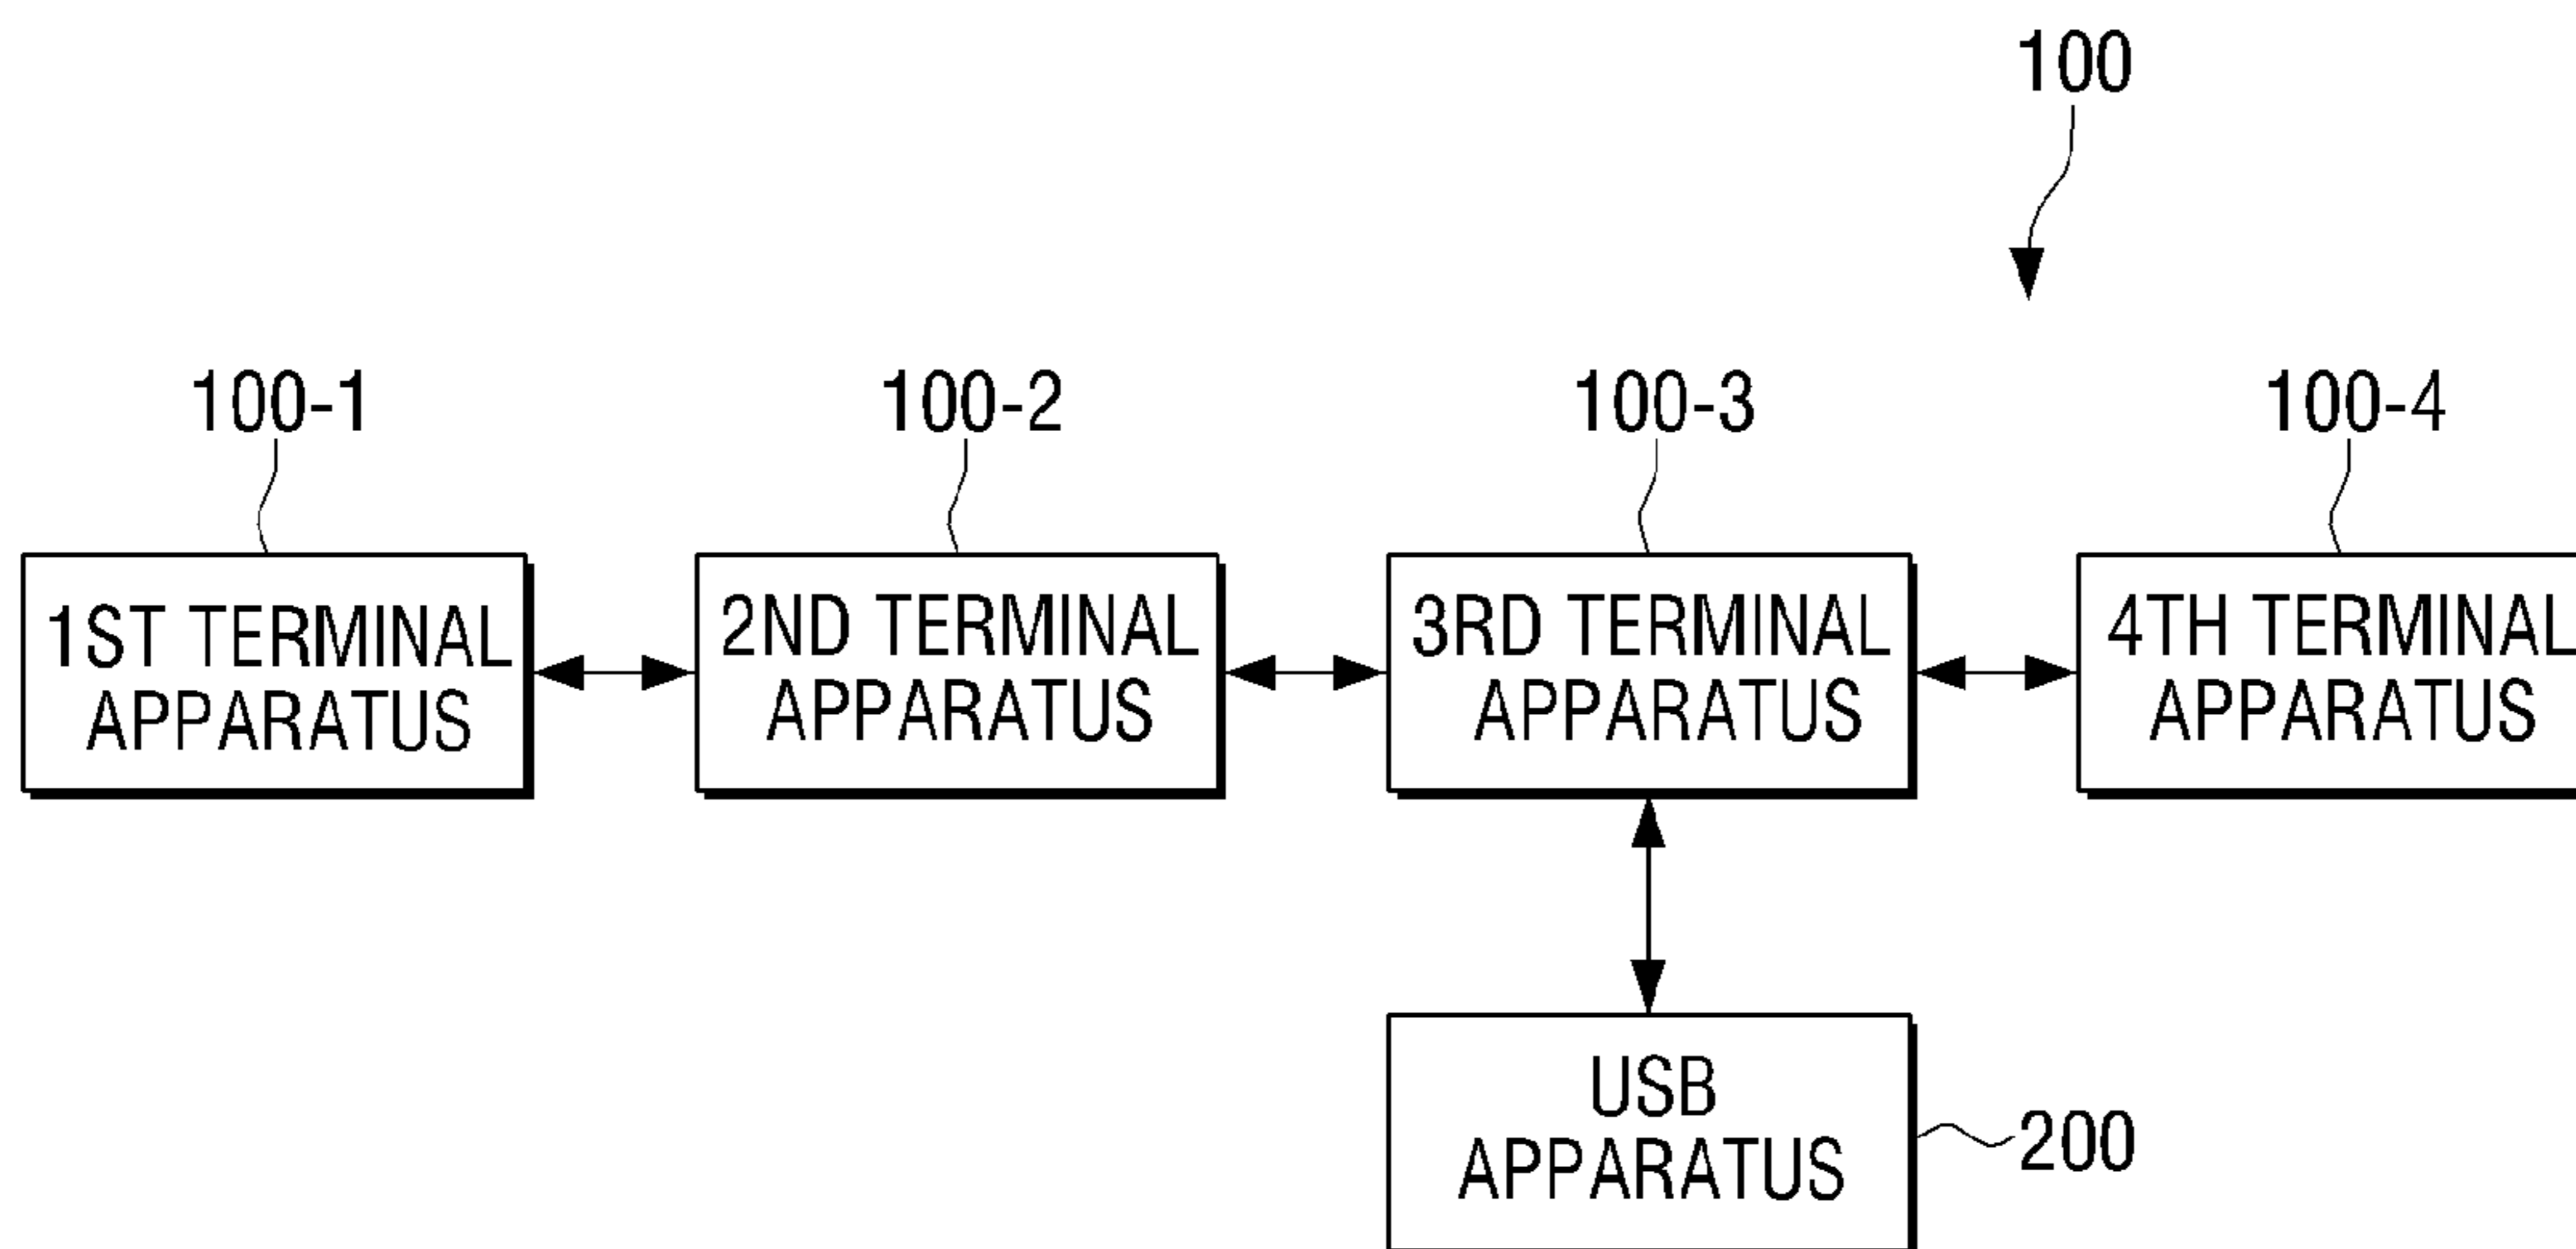 100
100-1
100-2
100-3
100-4
1ST TERMINAL
APPARATUS
2ND TERMINAL
APPARATUS
3RD TERMINAL
APPARATUS
4TH TERMINAL
APPARATUS
USB
APPARATUS
200